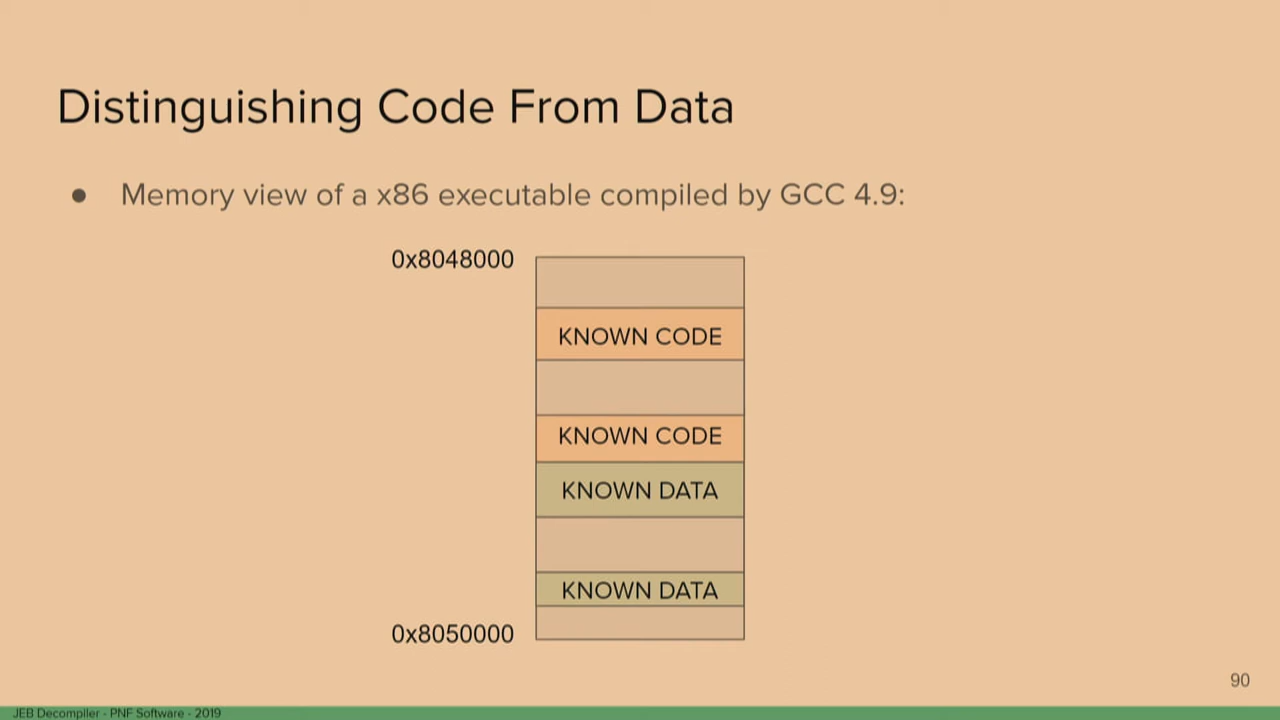 Distinguishing Code From Data
● Memory view of a x86 executable compiled by GCC 4.9:
0x8048000
KNOWN CODE
KNOWN CODE
KNOWN DATA
KNOWN DATA
0x8050000
90
JEB Decompiler - PNF Software - 2019